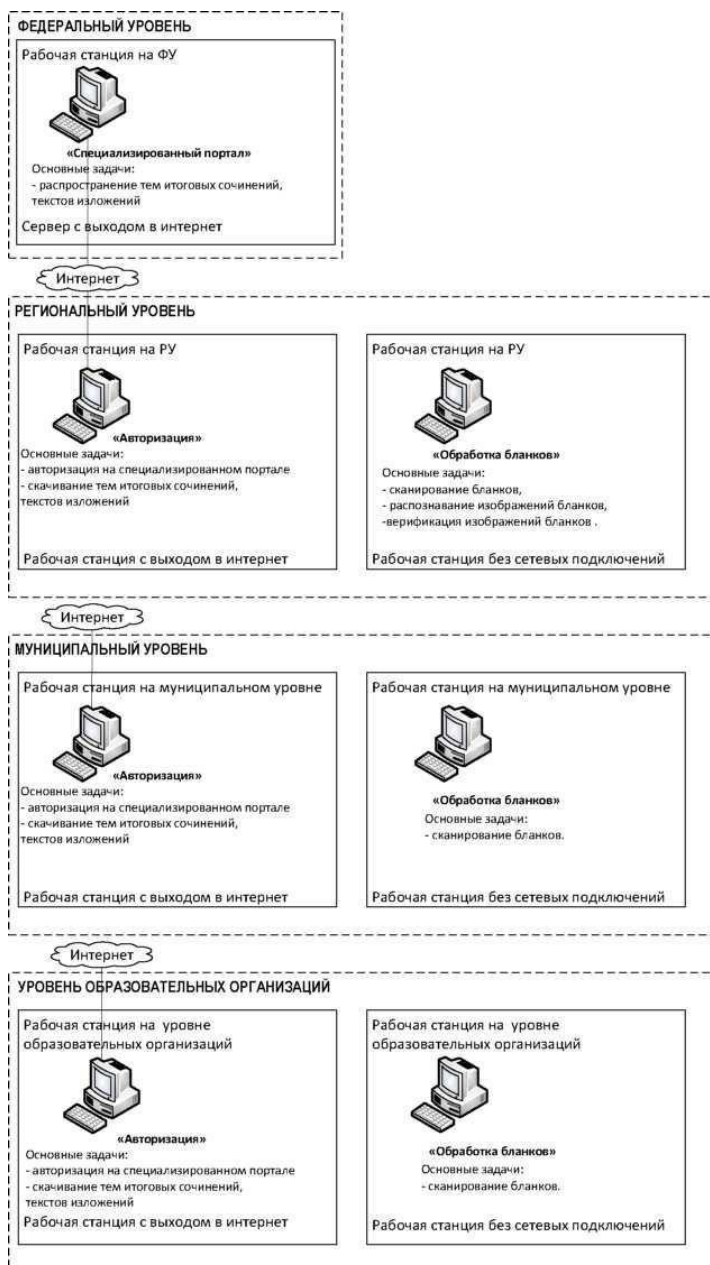 ФЕДЕРАЛЬНЫЙ УРОВЕНЬ
Рабочая станция на ФУ
«Специализированный портал»
Основные задачи:
- распространение тем итоговых сочинений,
текстов изложений
Сервер с выходом в интернет
Интернет
РЕГИОНАЛЬНЫЙ УРОВЕНЬ
Рабочая станция на РУ
«Авторизация»
Основные задачи:
- авторизация на специализированном портале
- скачивание тем итоговых сочинений,
текстов изложений
Рабочая станция с выходом в интернет
Рабочая станция на РУ
«Обработка бланков»
Основные задачи:
- сканирование бланков,
- распознавание изображений бланков,
-верификация изображений бланков .
Рабочая станция без сетевых подключений
Интернет
МУНИЦИПАЛЬНЫЙ УРОВЕНЬ
Рабочая станция на муниципальном уровне
«Авторизация»
Основные задачи:
- авторизация на специализированном портале
- скачивание тем итоговых сочинений,
текстов изложений
Рабочая станция с выходом в интернет
Рабочая станция на муниципальном уровне
«Обработка бланков»
Основные задачи:
- сканирование бланков.
Рабочая станция без сетевых подключений
Интернет
УРОВЕНЬ ОБРАЗОВАТЕЛЬНЫХ ОРГАНИЗАЦИЙ
Рабочая станция на уровне
образовательных организаций
«Авторизация»
Основные задачи:
- авторизация на специализированном портале
- скачивание тем итоговых сочинений,
текстов изложений
Рабочая станция с выходом в интернет
Рабочая станция на уровне
образовательных организаций
«Обработка бланков»
Основные задачи:
- сканирование бланков.
Рабочая станция без сетевых подключений